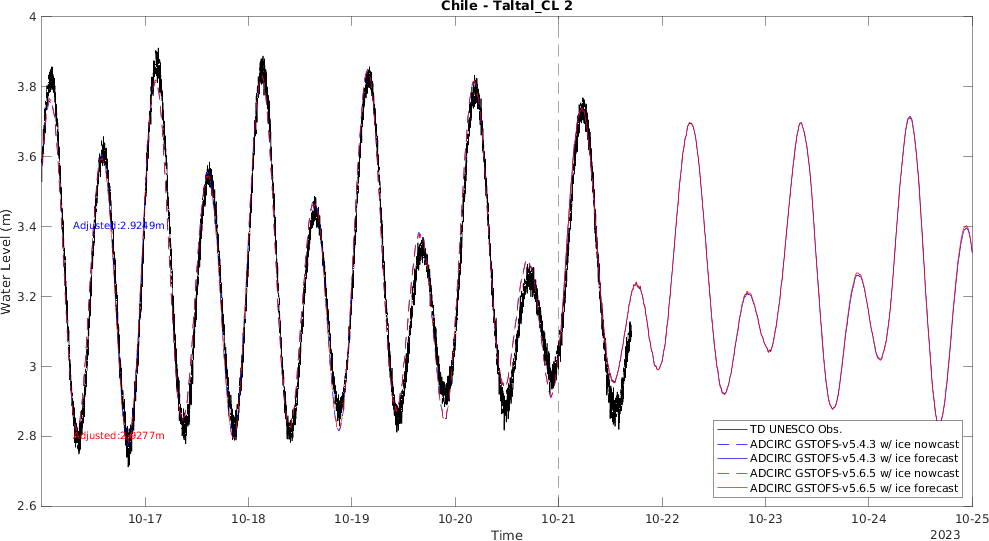 Chile - Taltal_CL 2
4
3.8
3.6
3.4
3.2
3
2.8
2.6
Water Level (m)
Adjusted:2.9249m
Adjusted:2.9277m
TD UNESCO Obs.
ADCIRC GSTOFS-v5.4.3 w/ ice nowcast
ADCIRC GSTOFS-v5.4.3 w/ ice forecast
ADCIRC GSTOFS-v5.6.5 w/ ice nowcast
ADCIRC GSTOFS-v5.6.5 w/ ice forecast
10-17 10-18 10-19 10-20 10-21 10-22 10-23 10-24 10-25
Time
2023